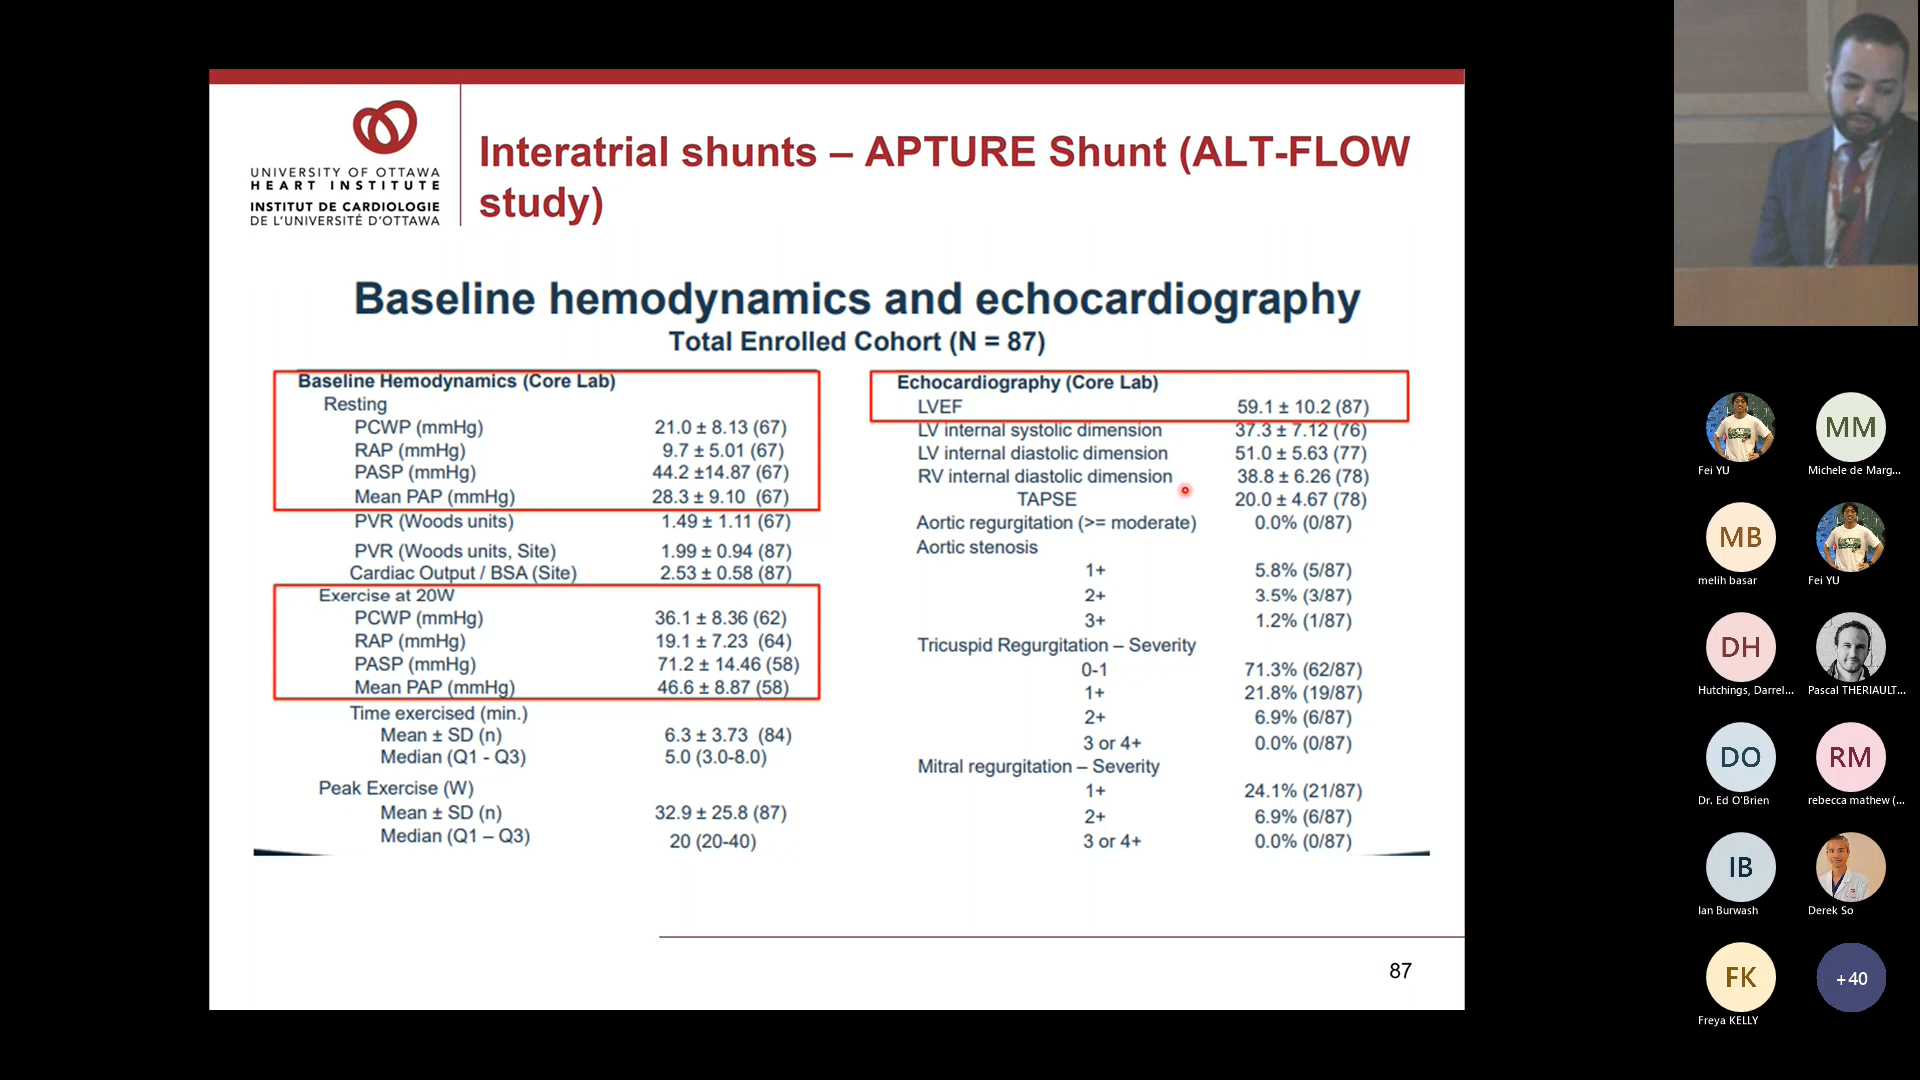 UNIVERSITY OF OTTAWA
HEART INSTITUTE
INSTITUT DE CARDIOLOGIE
DE L'UNIVERSITÉ D'OTTAWA
Interatrial shunts – APTURE Shunt (ALT-FLOW
study)
Baseline hemodynamics and echocardiography
Total Enrolled Cohort (N = 87)
Baseline Hemodynamics (Core Lab)
Resting
PCWP (mmHg) 21.0 ± 8.13 (67)
RAP (mmHg) 9.7 ± 5.01 (67)
PASP (mmHg) 44.2 ±14.87 (67)
Mean PAP (mmHg) 28.3 ± 9.10 (67)
PVR (Woods units) 1.49 ± 1.11 (67)
PVR (Woods units, Site) 1.99 ± 0.94 (87)
Cardiac Output / BSA (Site) 2.53 ± 0.58 (87)
Exercise at 20W
PCWP (mmHg) 36.1 ± 8.36 (62)
RAP (mmHg) 19.1 ± 7.23 (64)
PASP (mmHg) 71.2 ± 14.46 (58)
Mean PAP (mmHg) 46.6 ± 8.87 (58)
Time exercised (min.)
Mean ± SD (n) 6.3 ± 3.73 (84)
Median (Q1 - Q3) 5.0 (3.0-8.0)
Peak Exercise (W)
Mean ± SD (n) 32.9 ± 25.8 (87)
Median (Q1 – Q3) 20 (20-40)
Echocardiography (Core Lab)
LVEF 59.1 ± 10.2 (87)
LV internal systolic dimension 37.3 ± 7.12 (76)
LV internal diastolic dimension 51.0 ± 5.63 (77)
RV internal diastolic dimension 38.8 ± 6.26 (78)
TAPSE 20.0 ± 4.67 (78)
Aortic regurgitation (>= moderate) 0.0% (0/87)
Aortic stenosis
1+ 5.8% (5/87)
2+ 3.5% (3/87)
3+ 1.2% (1/87)
Tricuspid Regurgitation – Severity
0-1 71.3% (62/87)
1+ 21.8% (19/87)
2+ 6.9% (6/87)
3 or 4+ 0.0% (0/87)
Mitral regurgitation – Severity
1+ 24.1% (21/87)
2+ 6.9% (6/87)
3 or 4+ 0.0% (0/87)
87
Fei YU
MM
Michele de Marg...
MB
melih basar
Fei YU
DH
Hutchings, Darrel...
Pascal THERIAULT...
DO
Dr. Ed O'Brien
RM
rebecca mathew (...
IB
Ian Burwash
Derek So
FK
Freya KELLY
+40